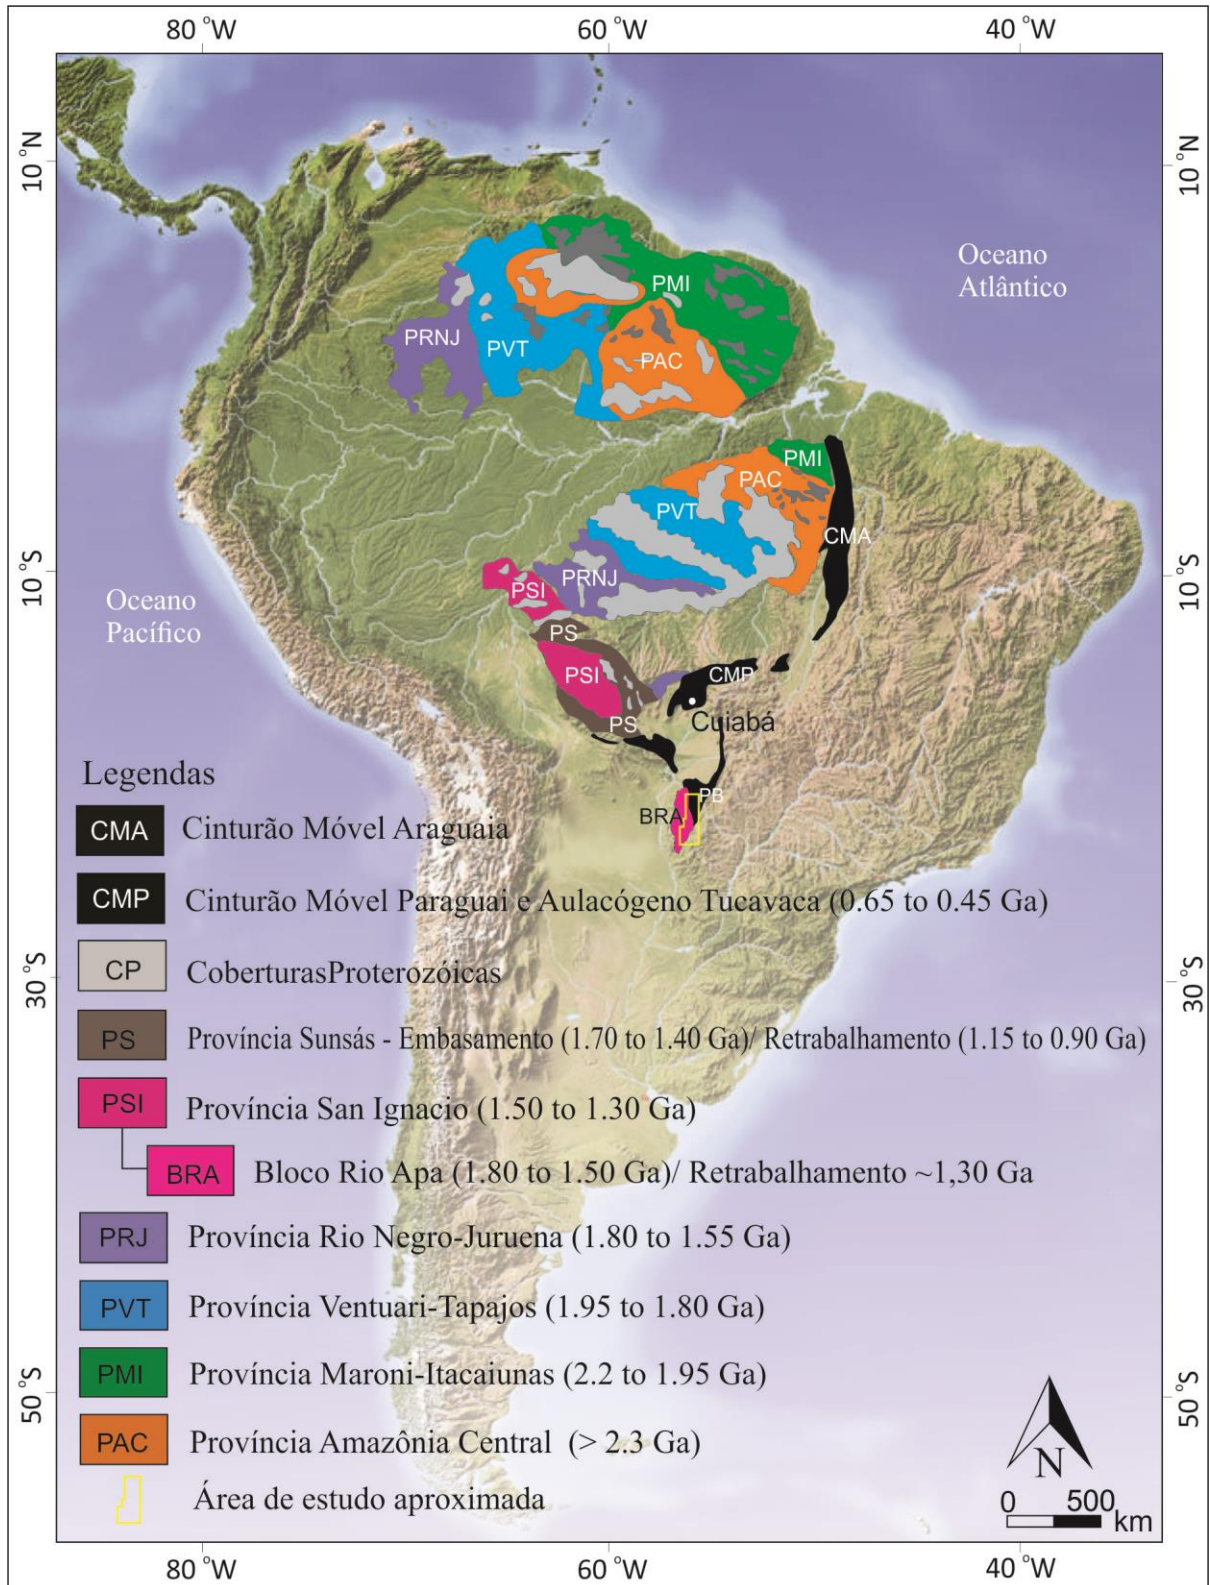 80 °W 60 °W 40 °W
10 °N 10 °N
Oceano
Atlântico
PMI
PRNJ PVT PAC
PMI
PAC
PVT
CMA
10 °S 10 °S
PSI PRNJ
Oceano
Pacífico
PS
PSI CMP
Cuiabá
PS
PB
BRA
Legendas
CMA Cinturão Móvel Araguaia
CMP Cinturão Móvel Paraguai e Aulacógeno Tucavaca (0.65 to 0.45 Ga)
CP CoberturasProterozóicas
30 °S 30 °S
PS Província Sunsás - Embasamento (1.70 to 1.40 Ga)/ Retrabalhamento (1.15 to 0.90 Ga)
PSI Província San Ignacio (1.50 to 1.30 Ga)
BRA Bloco Rio Apa (1.80 to 1.50 Ga)/ Retrabalhamento ~1,30 Ga
PRJ Província Rio Negro-Juruena (1.80 to 1.55 Ga)
PVT Província Ventuari-Tapajos (1.95 to 1.80 Ga)
PMI Província Maroni-Itacaiunas (2.2 to 1.95 Ga)
50 °S 50 °S
PAC Província Amazônia Central (> 2.3 Ga)
N
Área de estudo aproximada
0 500
km
80 °W 60 °W 40 °W